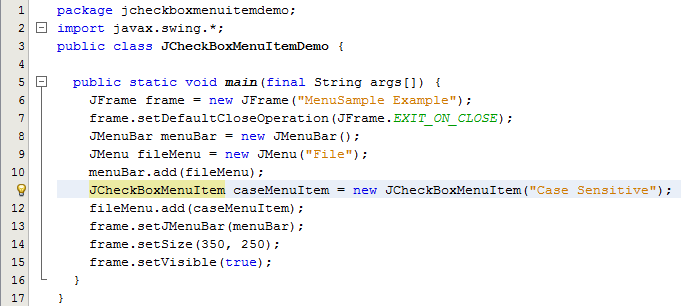 1 package jcheckboxmenuitemdemo;
2 import javax.swing.*;
3 public class JCheckBoxMenuItemDemo {
4
5 public static void main(final String args[]) {
6 JFrame frame = new JFrame("MenuSample Example");
7 frame.setDefaultCloseOperation(JFrame.EXIT_ON_CLOSE);
8 JMenuBar menuBar = new JMenuBar();
9 JMenu fileMenu = new JMenu("File");
10 menuBar.add(fileMenu);
JCheckBoxMenuItem caseMenuItem = new JCheckBoxMenuItem("Case Sensitive");
12 fileMenu.add(caseMenuItem);
13 frame.setJMenuBar(menuBar);
14 frame.setSize(350, 250);
15 frame.setVisible(true);
16 }
17 }